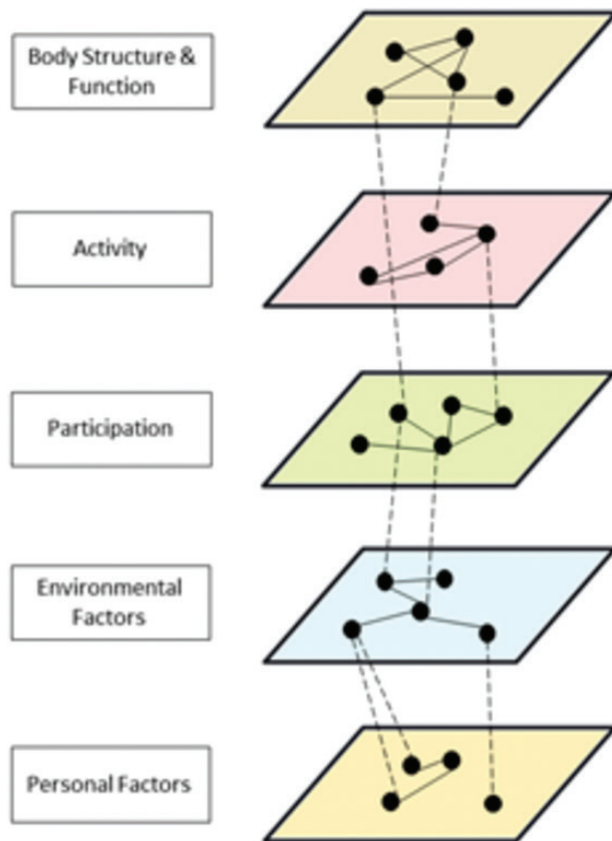 Body Structure &
Function
Activity
Participation
Environmental
Factors
Personal Factors